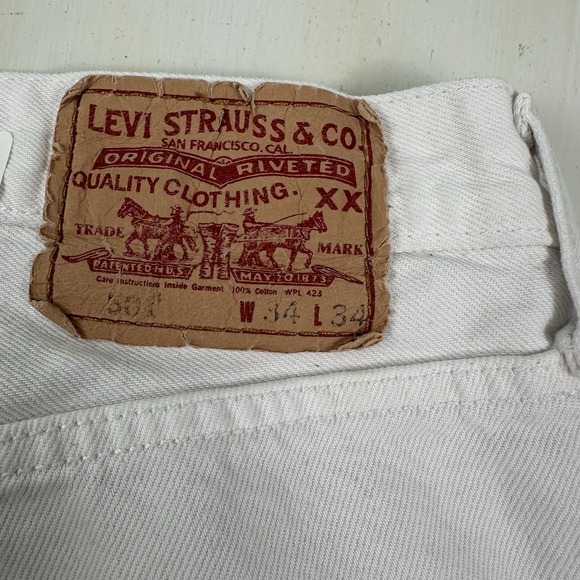 LEVI STRAUSS & CO.
SAN FRANCISCO, CAL.
ORIGINAL RIVETED
QUALITY CLOTHING. XX
TRADE MARK
PATENTED IN U.S. MAY 20 1873
Care Instructions Inside Garment 100% Cotton WPL 423
501 W 34 L 34